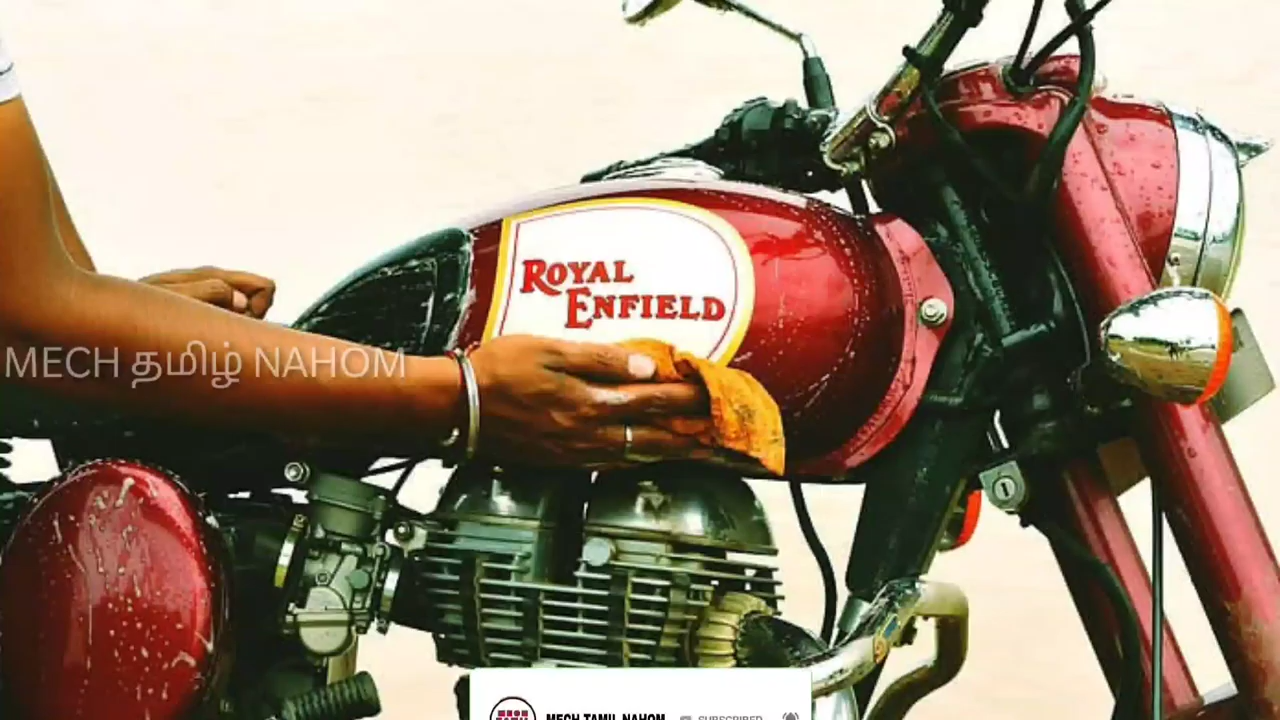 ROYAL
ENFIELD
MECH தமிழ் NAHOM
MECH TAMIL NAHOM SUBSCRIBED